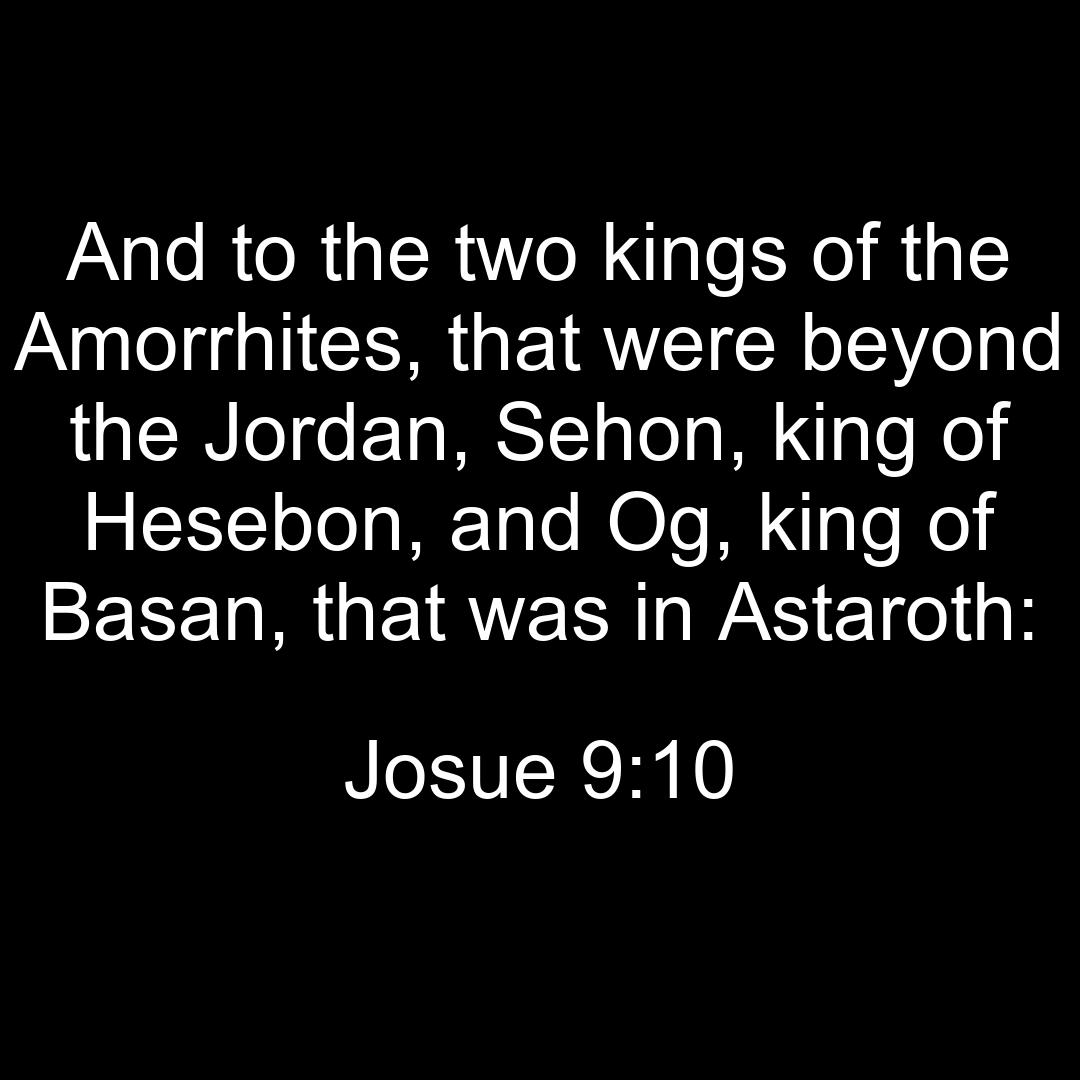 And to the two kings of the
Amorrhites, that were beyond
the Jordan, Sehon, king of
Hesebon, and Og, king of
Basan, that was in Astaroth:
Josue 9:10